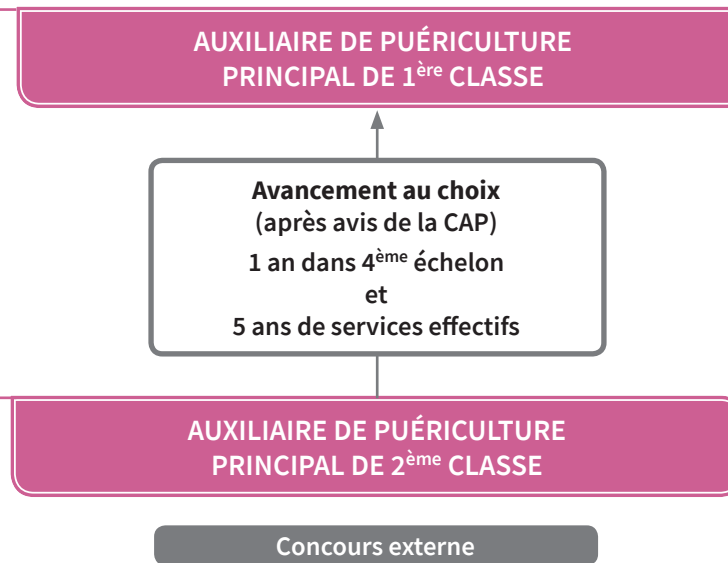 AUXILIAIRE DE PUÉRICULTURE
PRINCIPAL DE 1ère CLASSE
Avancement au choix
(après avis de la CAP)
1 an dans 4ème échelon
et
5 ans de services effectifs
AUXILIAIRE DE PUÉRICULTURE
PRINCIPAL DE 2ème CLASSE
Concours externe